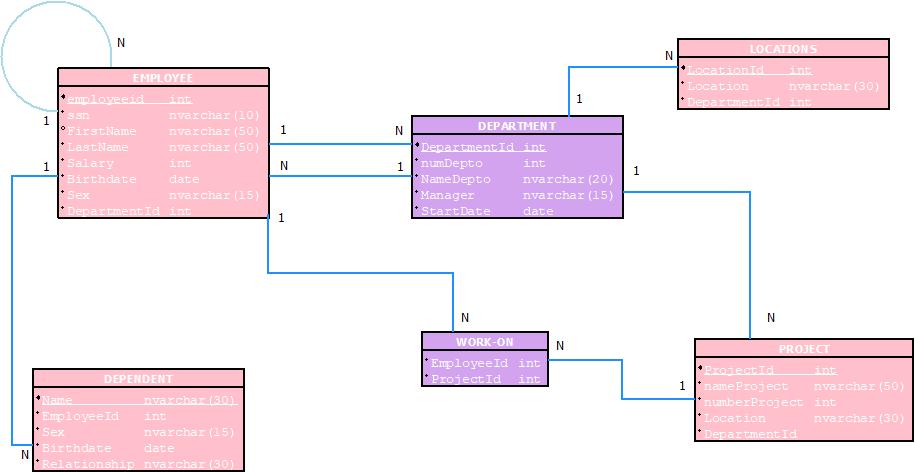 N
EMPLOYEE
employeeid int
ssn nvarchar(10)
FirstName nvarchar(50)
LastName nvarchar(50)
Salary int
Birthdate date
Sex nvarchar(15)
DepartmentId int
1
1
1
N
N
1
1
DEPARTMENT
DepartmentId int
numDepto int
NameDepto nvarchar(20)
Manager nvarchar(15)
StartDate date
1
N
LOCATIONS
LocationId int
Location nvarchar(30)
DepartmentId int
1
N
N
WORK-ON
EmployeeId int
ProjectId int
N
1
PROJECT
ProjectId int
nameProject nvarchar(50)
numberProject int
Location nvarchar(30)
DepartmentId
DEPENDENT
Name nvarchar(30)
EmployeeId int
Sex nvarchar(15)
Birthdate date
Relationship nvarchar(30)
N